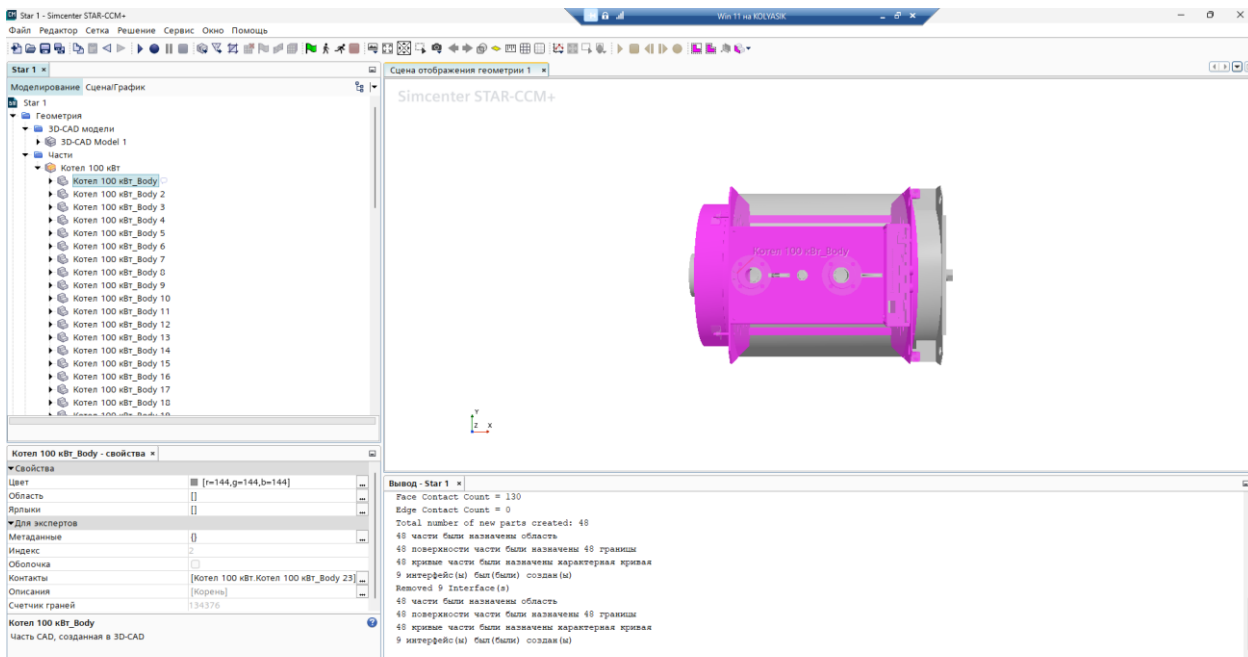 Star 1 - Simcenter STAR-CCM+
Win 11 на KOLYASIK
Файл Редактор Сетка Решение Сервис Окно Помощь
Star 1
Моделирование Сцена/График
Star 1
Геометрия
3D-CAD модели
3D-CAD Model 1
Части
Котел 100 кВт
Котел 100 кВт_Body
Котел 100 кВт_Body 2
Котел 100 кВт_Body 3
Котел 100 кВт_Body 4
Котел 100 кВт_Body 5
Котел 100 кВт_Body 6
Котел 100 кВт_Body 7
Котел 100 кВт_Body 8
Котел 100 кВт_Body 9
Котел 100 кВт_Body 10
Котел 100 кВт_Body 11
Котел 100 кВт_Body 12
Котел 100 кВт_Body 13
Котел 100 кВт_Body 14
Котел 100 кВт_Body 15
Котел 100 кВт_Body 16
Котел 100 кВт_Body 17
Котел 100 кВт_Body 18
Котел 100 кВт_Body 19
Котел 100 кВт_Body - свойства
Свойства
Цвет [r=144,g=144,b=144]
Область []
Ярлыки []
Для экспертов
Метаданные {}
Индекс 2
Оболочка
Контакты [Котел 100 кВт.Котел 100 кВт_Body 23]
Описания [Корень]
Счетчик граней 134376
Котел 100 кВт_Body
Часть CAD, созданная в 3D-CAD
Сцена отображения геометрии 1
Simcenter STAR-CCM+
Котел 100 кВт_Body
Y
Z X
Вывод - Star 1
Face Contact Count = 130
Edge Contact Count = 0
Total number of new parts created: 48
48 части были назначены область
48 поверхности части были назначены 48 границы
48 кривые части были назначены характерная кривая
9 интерфейс(ы) был(были) создан(ы)
Removed 9 Interface(s)
48 части были назначены область
48 поверхности части были назначены 48 границы
48 кривые части были назначены характерная кривая
9 интерфейс(ы) был(были) создан(ы)